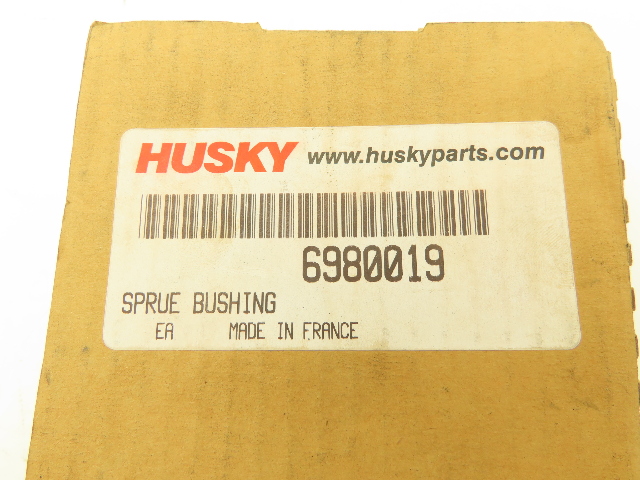 HUSKY www.huskyparts.com
6980019
SPRUE BUSHING
EA MADE IN FRANCE